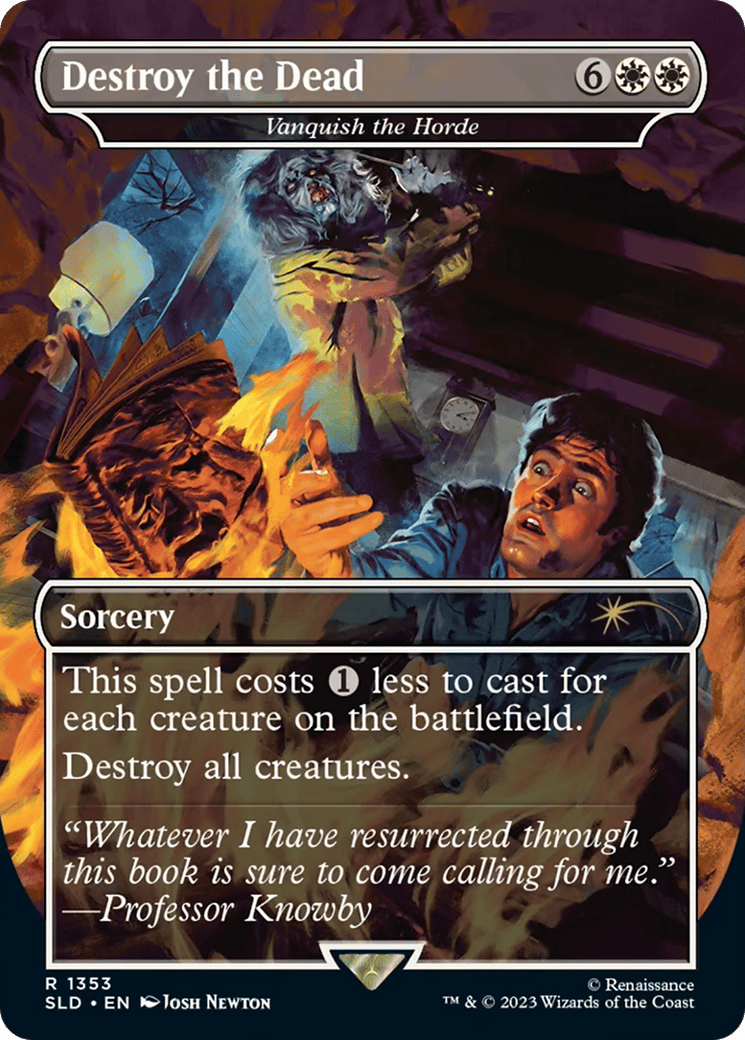 Destroy the Dead 6
Vanquish the Horde
Sorcery
This spell costs 1 less to cast for
each creature on the battlefield.
Destroy all creatures.
“Whatever I have resurrected through
this book is sure to come calling for me.”
—Professor Knowby
R 1353
© Renaissance
SLD • EN Josh Newton
™ & © 2023 Wizards of the Coast